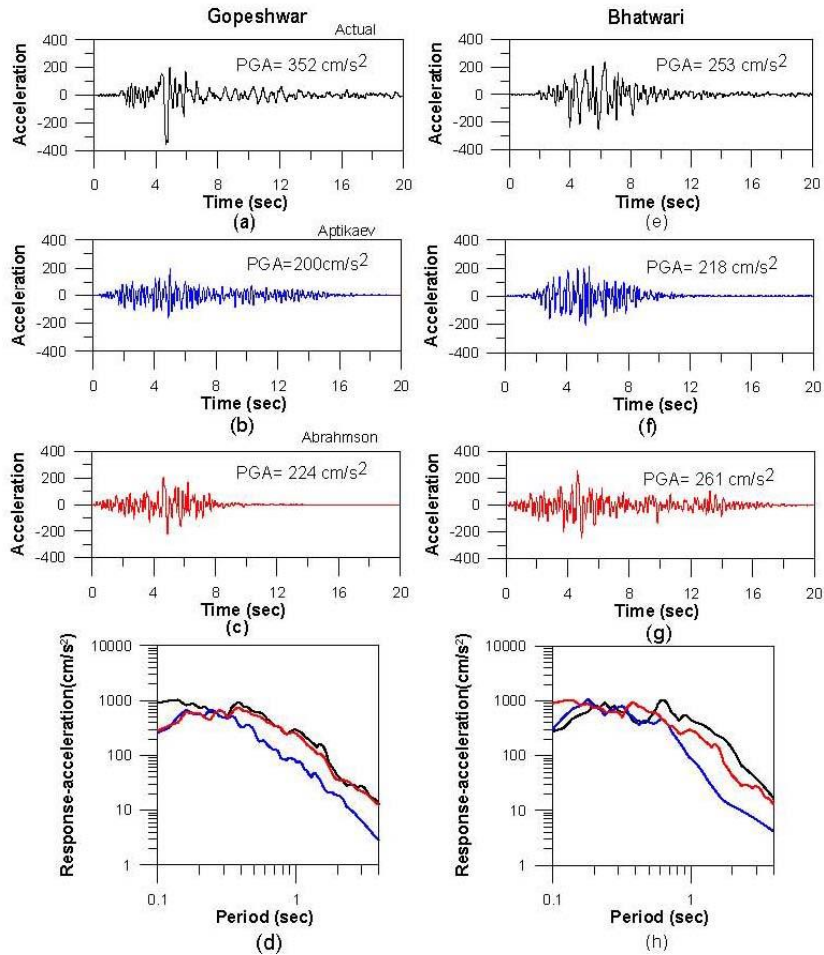 Gopeshwar
Bhatwari
Actual
PGA= 352 cm/s2
Acceleration
400
200
0
-200
-400
0 4 8 12 16 20
Time (sec)
(a)
PGA= 253 cm/s2
Acceleration
400
200
0
-200
-400
0 4 8 12 16 20
Time (sec)
(e)
Aptikaev
PGA=200cm/s2
Acceleration
400
200
0
-200
-400
0 4 8 12 16 20
Time (sec)
(b)
PGA= 218 cm/s2
Acceleration
400
200
0
-200
-400
0 4 8 12 16 20
Time (sec)
(f)
Abrahmson
PGA= 224 cm/s2
Acceleration
400
200
0
-200
-400
0 4 8 12 16 20
Time (sec)
(c)
PGA= 261 cm/s2
Acceleration
400
200
0
-200
-400
0 4 8 12 16 20
Time (sec)
(g)
Response-acceleration(cm/s²)
10000
1000
100
10
1
0.1 1
Period (sec)
(d)
Response-acceleration(cm/s²)
10000
1000
100
10
1
0.1 1
Period (sec)
(h)